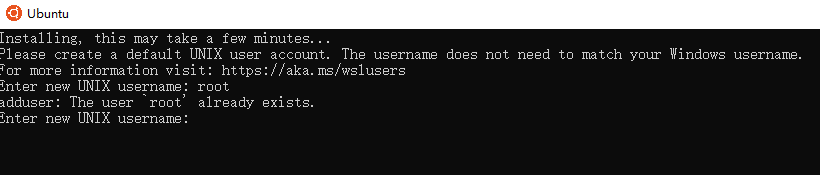 Ubuntu
Installing, this may take a few minutes...
Please create a default UNIX user account. The username does not need to match your Windows username.
For more information visit: https://aka.ms/wslusers
Enter new UNIX username: root
adduser: The user `root' already exists.
Enter new UNIX username: